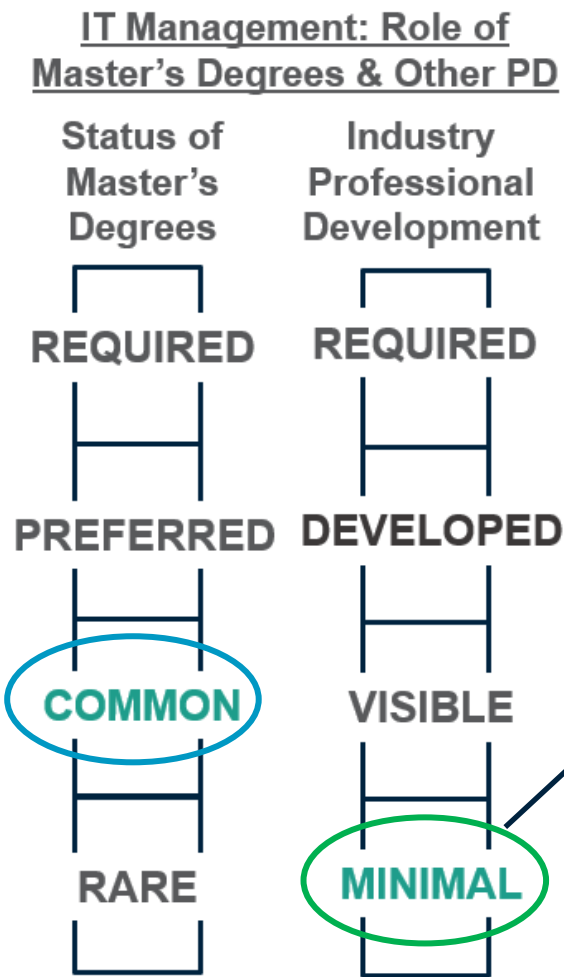 IT Management: Role of
Master’s Degrees & Other PD
Status of
Master’s
Degrees
REQUIRED
PREFERRED
COMMON
RARE
Industry
Professional
Development
REQUIRED
DEVELOPED
VISIBLE
MINIMAL